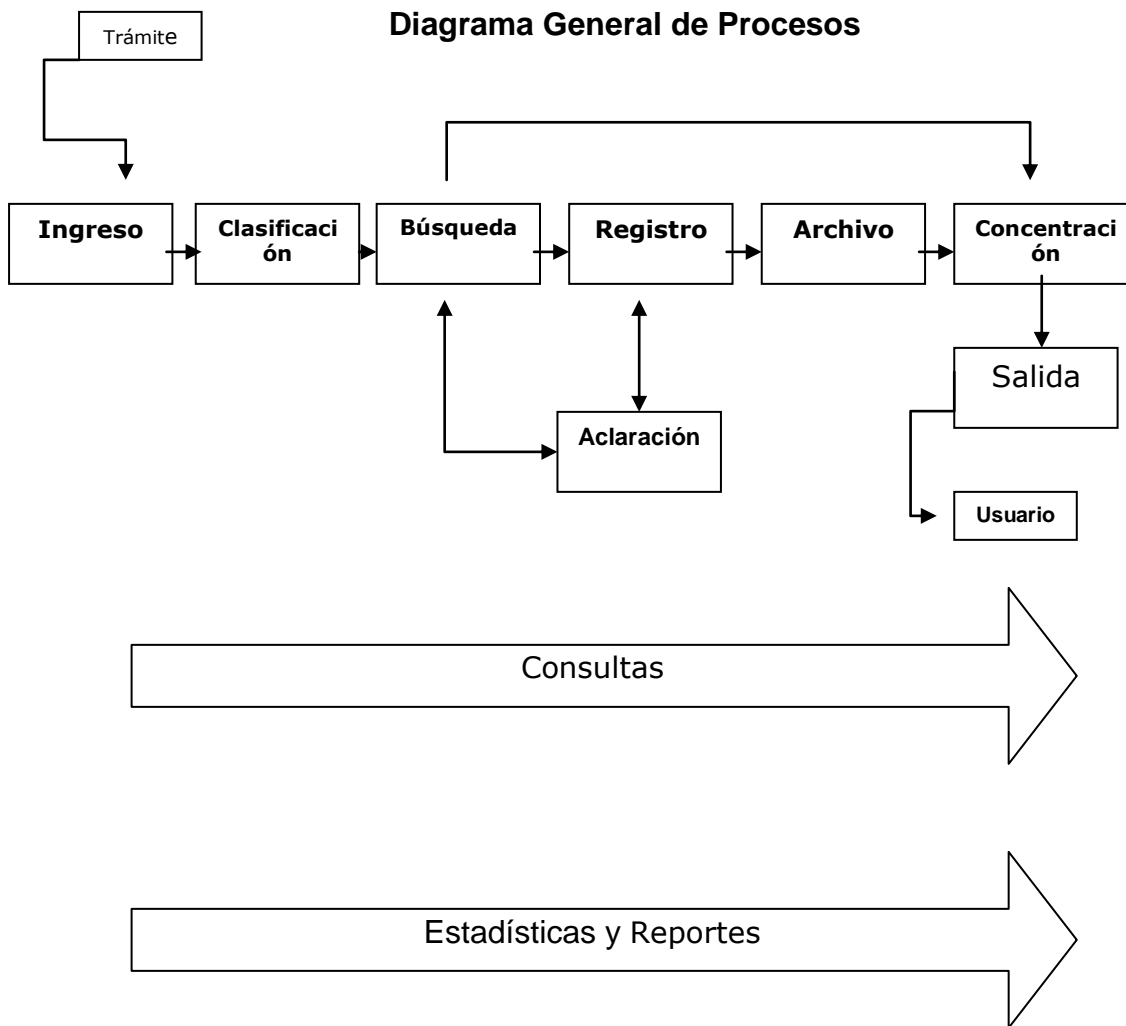 Diagrama General de Procesos
Trámite
Ingreso
Clasificaci
ón
Búsqueda
Registro
Archivo
Concentraci
ón
Salida
Aclaración
Usuario
Consultas
Estadísticas y Reportes